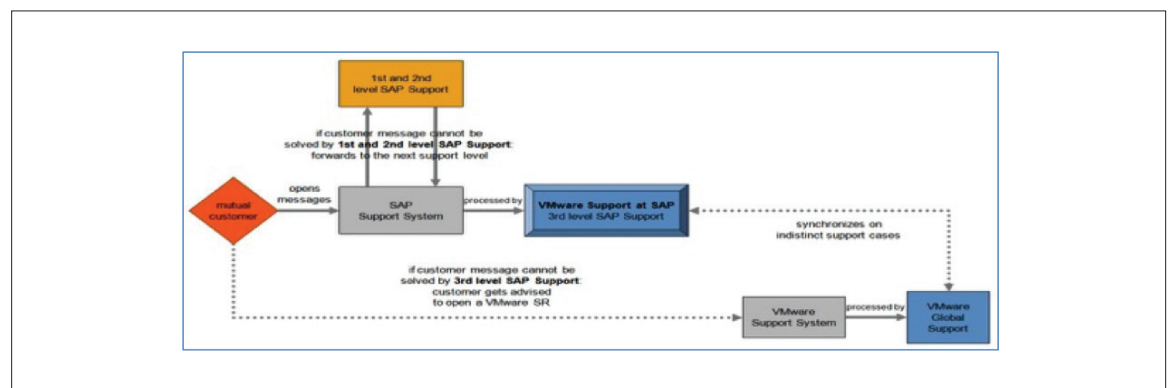 1st and 2nd
level SAP Support
if customer message cannot be
solved by 1st and 2nd level SAP Support:
forwards to the next support level
mutual
customer
opens
messages
SAP
Support System
processed by
VMware Support at SAP
3rd level SAP Support
synchronizes on
indistinct support cases
if customer message cannot be
solved by 3rd level SAP Support:
customer gets advised
to open a VMware SR
VMware
Support System
processed by
VMware
Global
Support